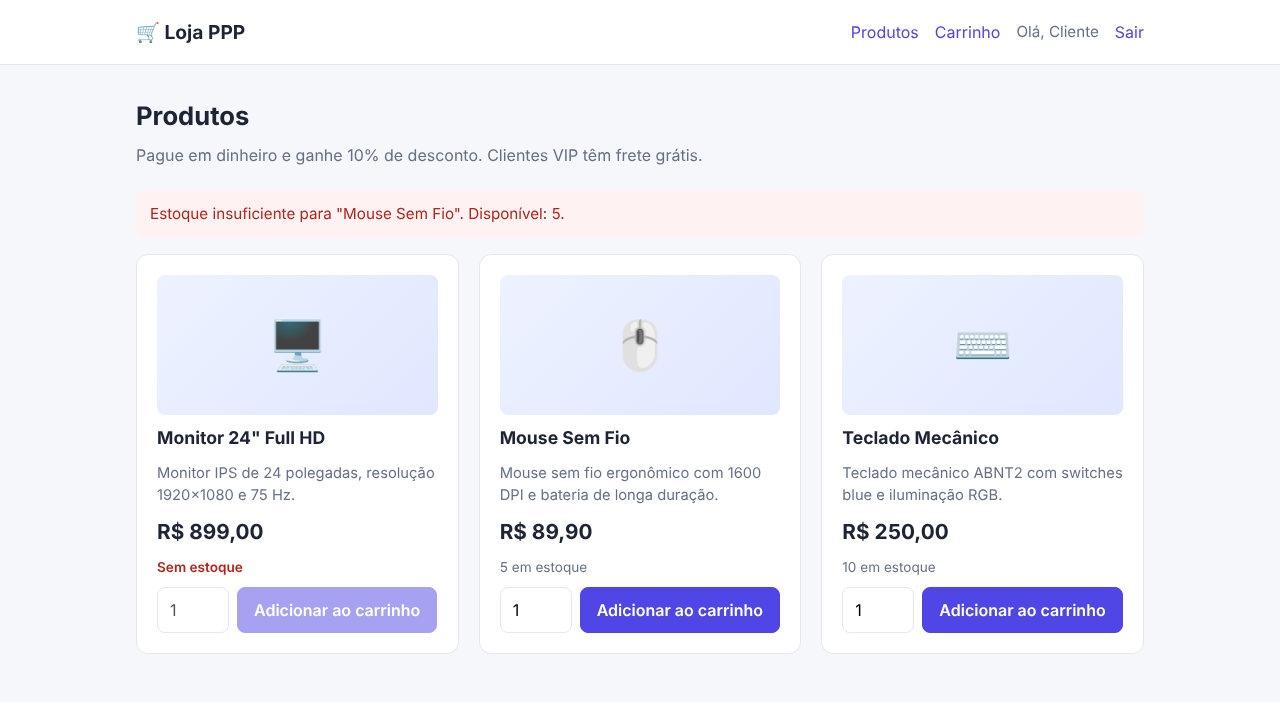 🛒 Loja PPP
Produtos Carrinho Olá, Cliente Sair
Produtos
Pague em dinheiro e ganhe 10% de desconto. Clientes VIP têm frete grátis.
Estoque insuficiente para "Mouse Sem Fio". Disponível: 5.
Monitor 24" Full HD
Monitor IPS de 24 polegadas, resolução
1920×1080 e 75 Hz.
R$ 899,00
Sem estoque
1 Adicionar ao carrinho
Mouse Sem Fio
Mouse sem fio ergonômico com 1600
DPI e bateria de longa duração.
R$ 89,90
5 em estoque
1 Adicionar ao carrinho
Teclado Mecânico
Teclado mecânico ABNT2 com switches
blue e iluminação RGB.
R$ 250,00
10 em estoque
1 Adicionar ao carrinho